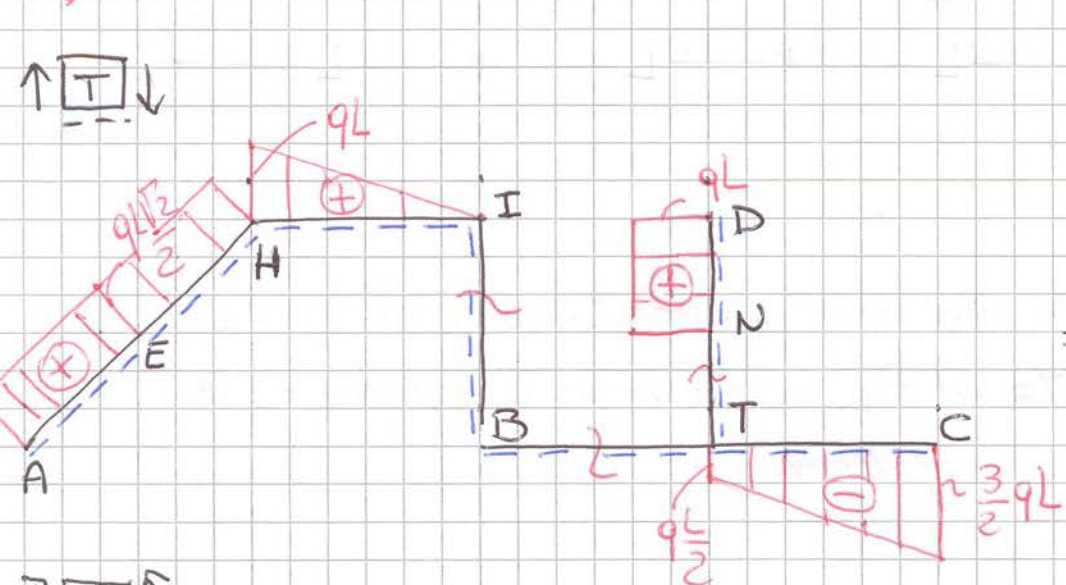 T
qL
I
qL
D
qL√2/2
H
+
+
N
E
+
B
T
C
A
-
3/2 qL
qL/2